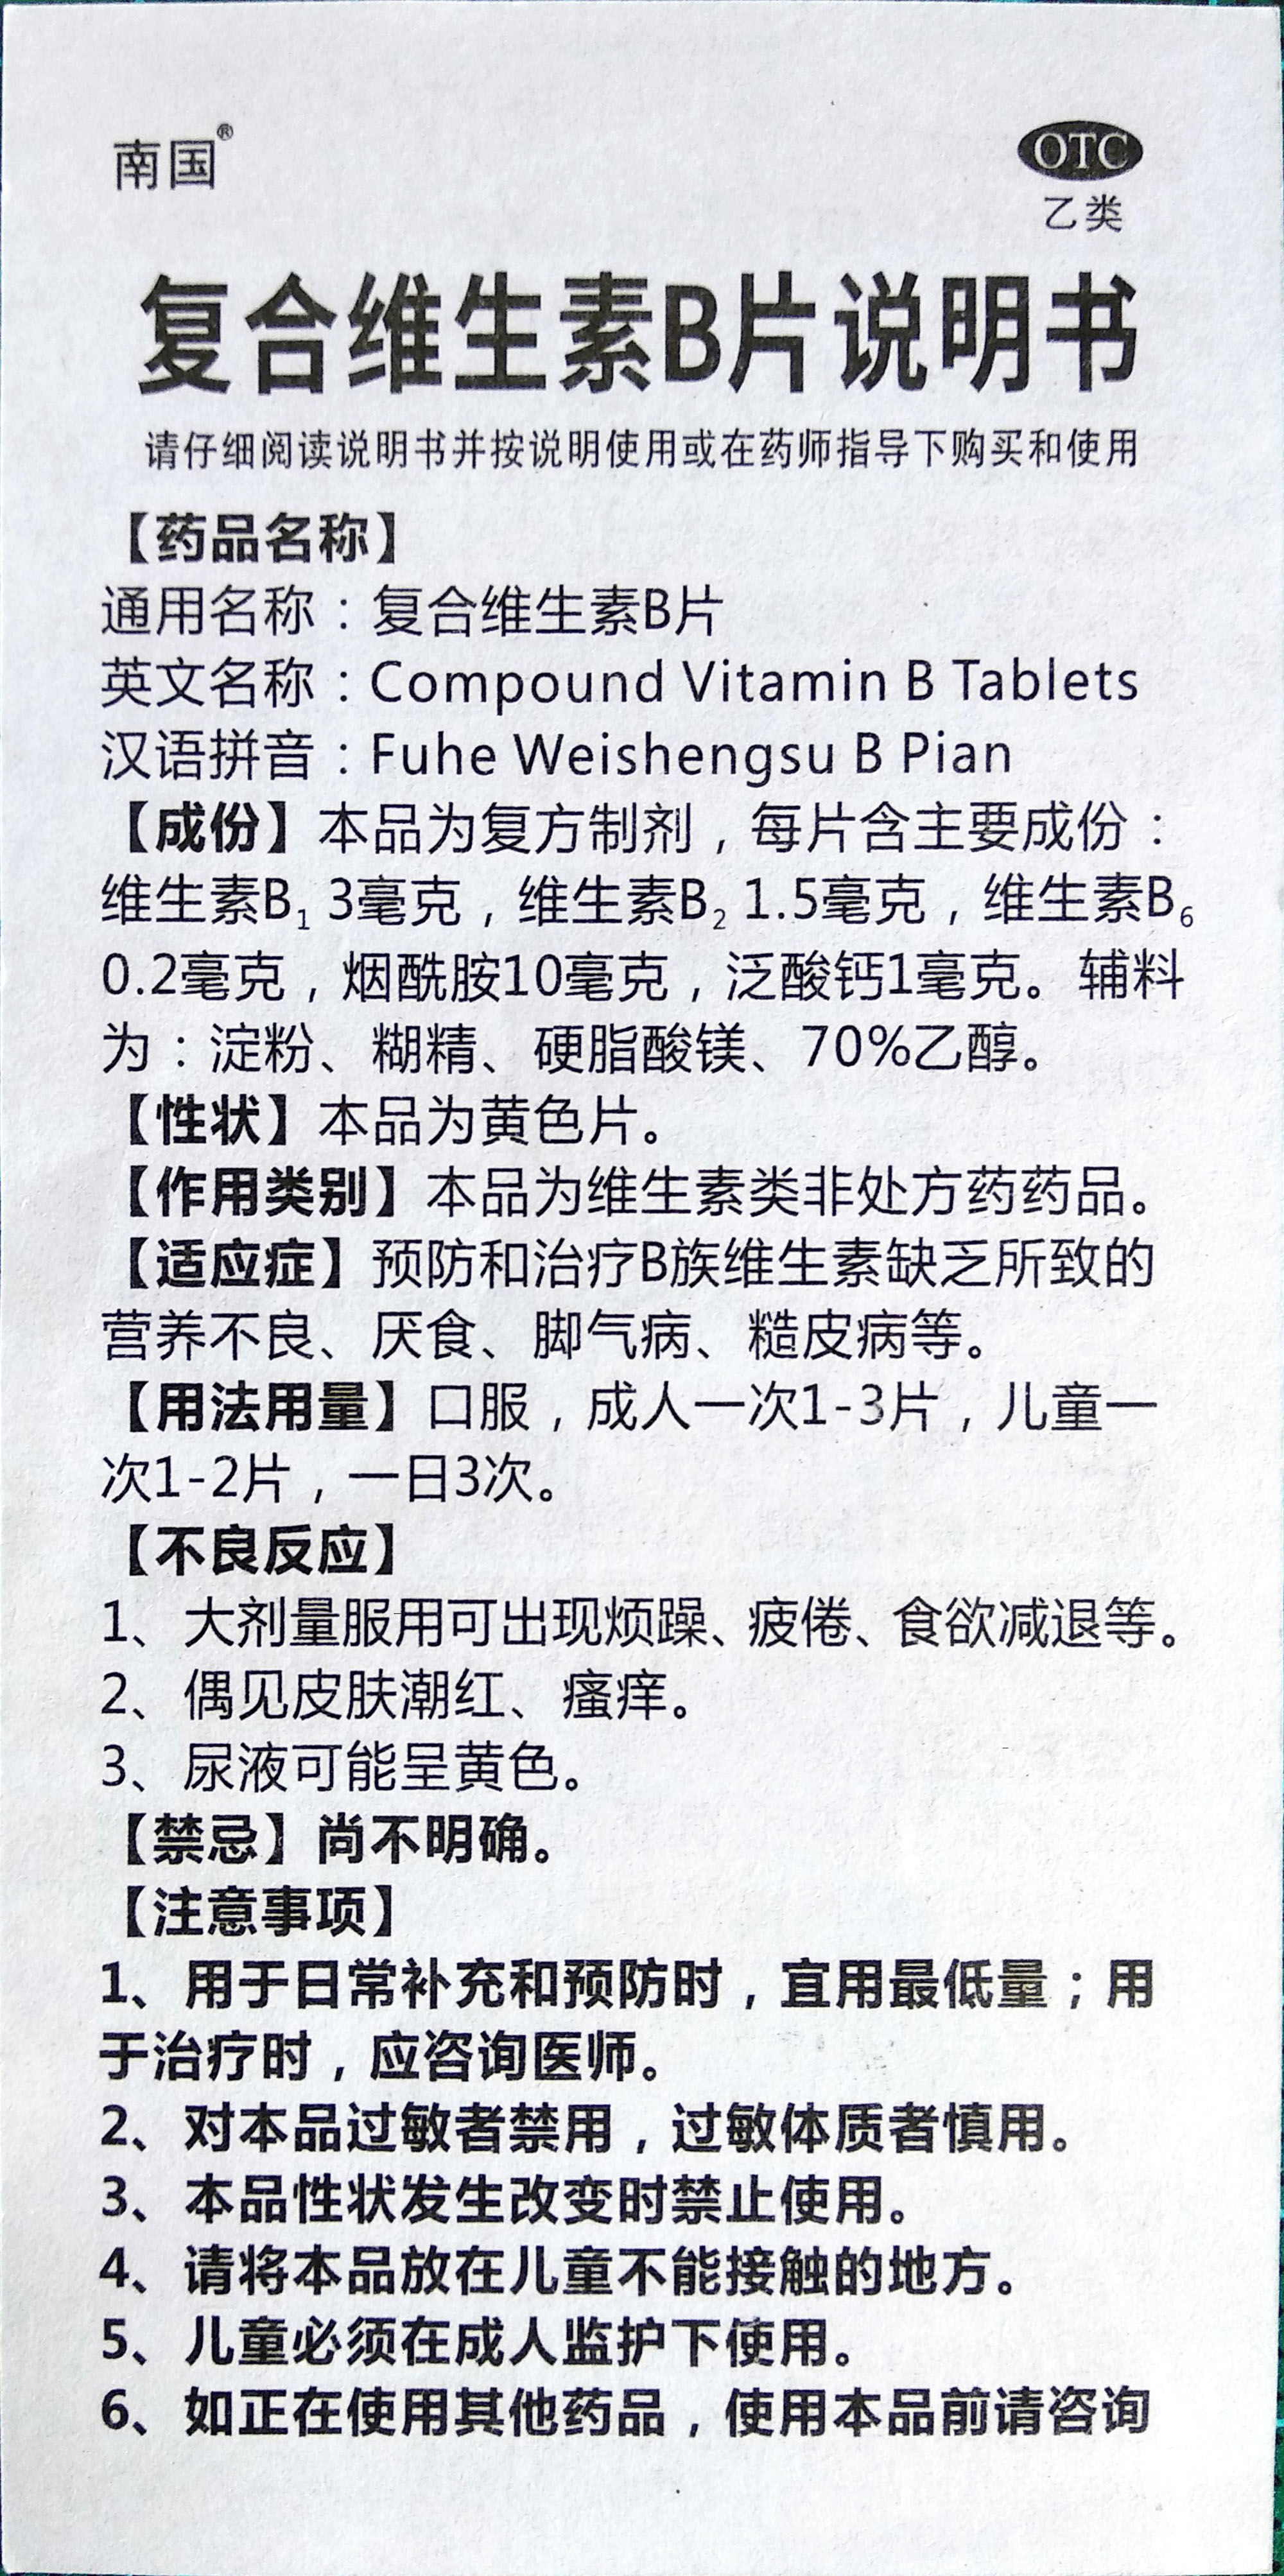 南国®
OTC
乙类
复合维生素B片说明书
请仔细阅读说明书并按说明使用或在药师指导下购买和使用
【药品名称】
通用名称：复合维生素B片
英文名称：Compound Vitamin B Tablets
汉语拼音：Fuhe Weishengsu B Pian
【成份】本品为复方制剂，每片含主要成份：
维生素B₁ 3毫克，维生素B₂ 1.5毫克，维生素B₆
0.2毫克，烟酰胺10毫克，泛酸钙1毫克。辅料
为：淀粉、糊精、硬脂酸镁、70%乙醇。
【性状】本品为黄色片。
【作用类别】本品为维生素类非处方药药品。
【适应症】预防和治疗B族维生素缺乏所致的
营养不良、厌食、脚气病、糙皮病等。
【用法用量】口服，成人一次1-3片，儿童一
次1-2片，一日3次。
【不良反应】
1、大剂量服用可出现烦躁、疲倦、食欲减退等。
2、偶见皮肤潮红、瘙痒。
3、尿液可能呈黄色。
【禁忌】尚不明确。
【注意事项】
1、用于日常补充和预防时，宜用最低量；用
于治疗时，应咨询医师。
2、对本品过敏者禁用，过敏体质者慎用。
3、本品性状发生改变时禁止使用。
4、请将本品放在儿童不能接触的地方。
5、儿童必须在成人监护下使用。
6、如正在使用其他药品，使用本品前请咨询